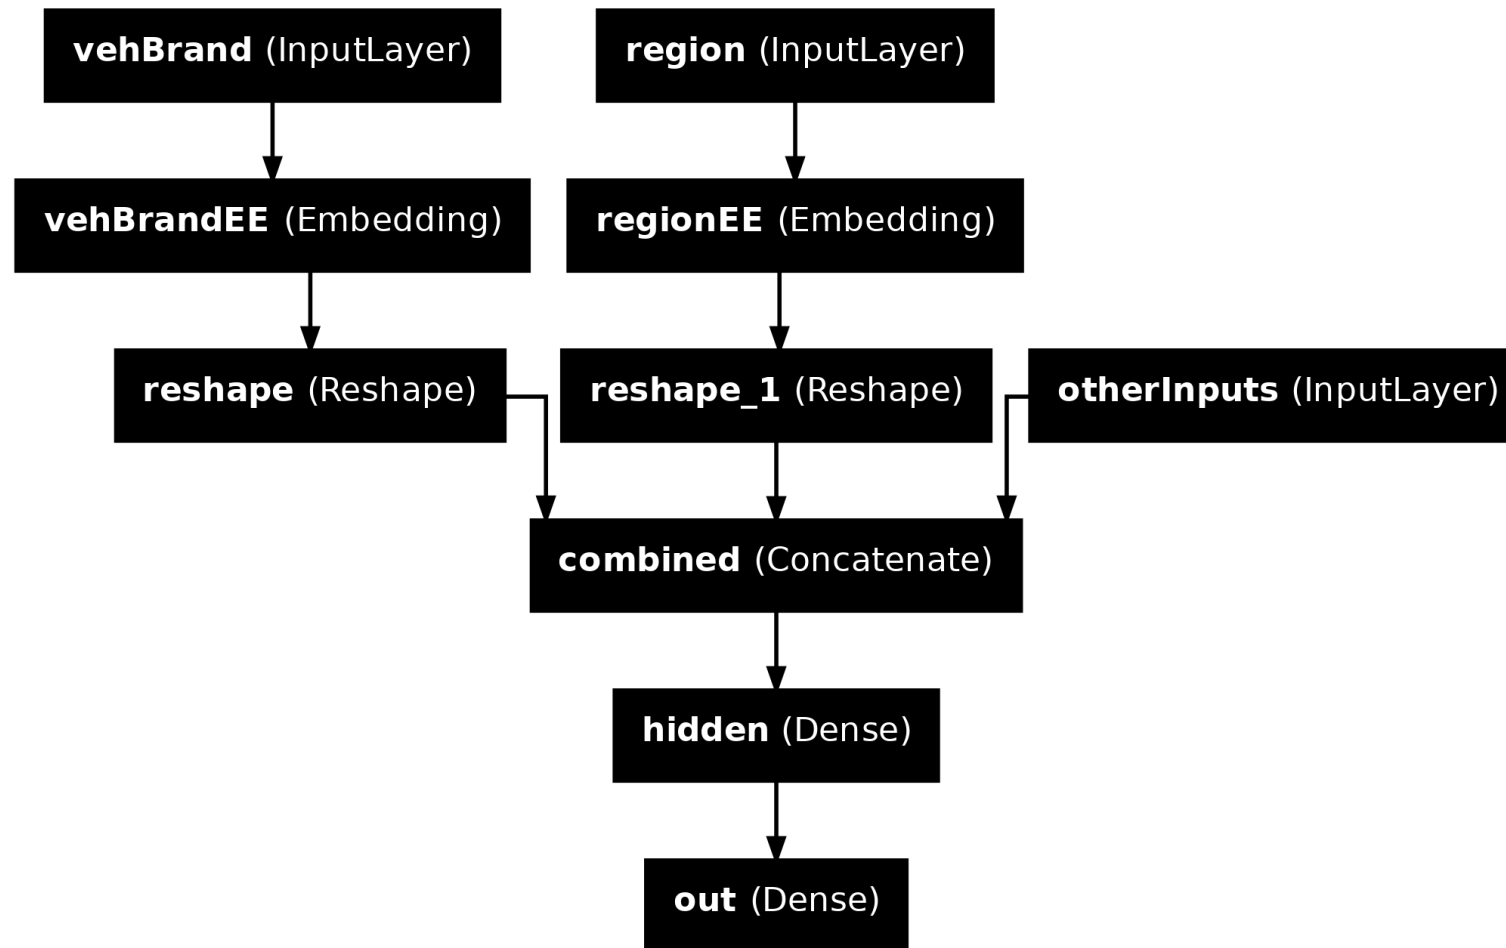 vehBrand (InputLayer)
region (InputLayer)
vehBrandEE (Embedding)
regionEE (Embedding)
reshape (Reshape)
reshape_1 (Reshape)
otherInputs (InputLayer)
combined (Concatenate)
hidden (Dense)
out (Dense)